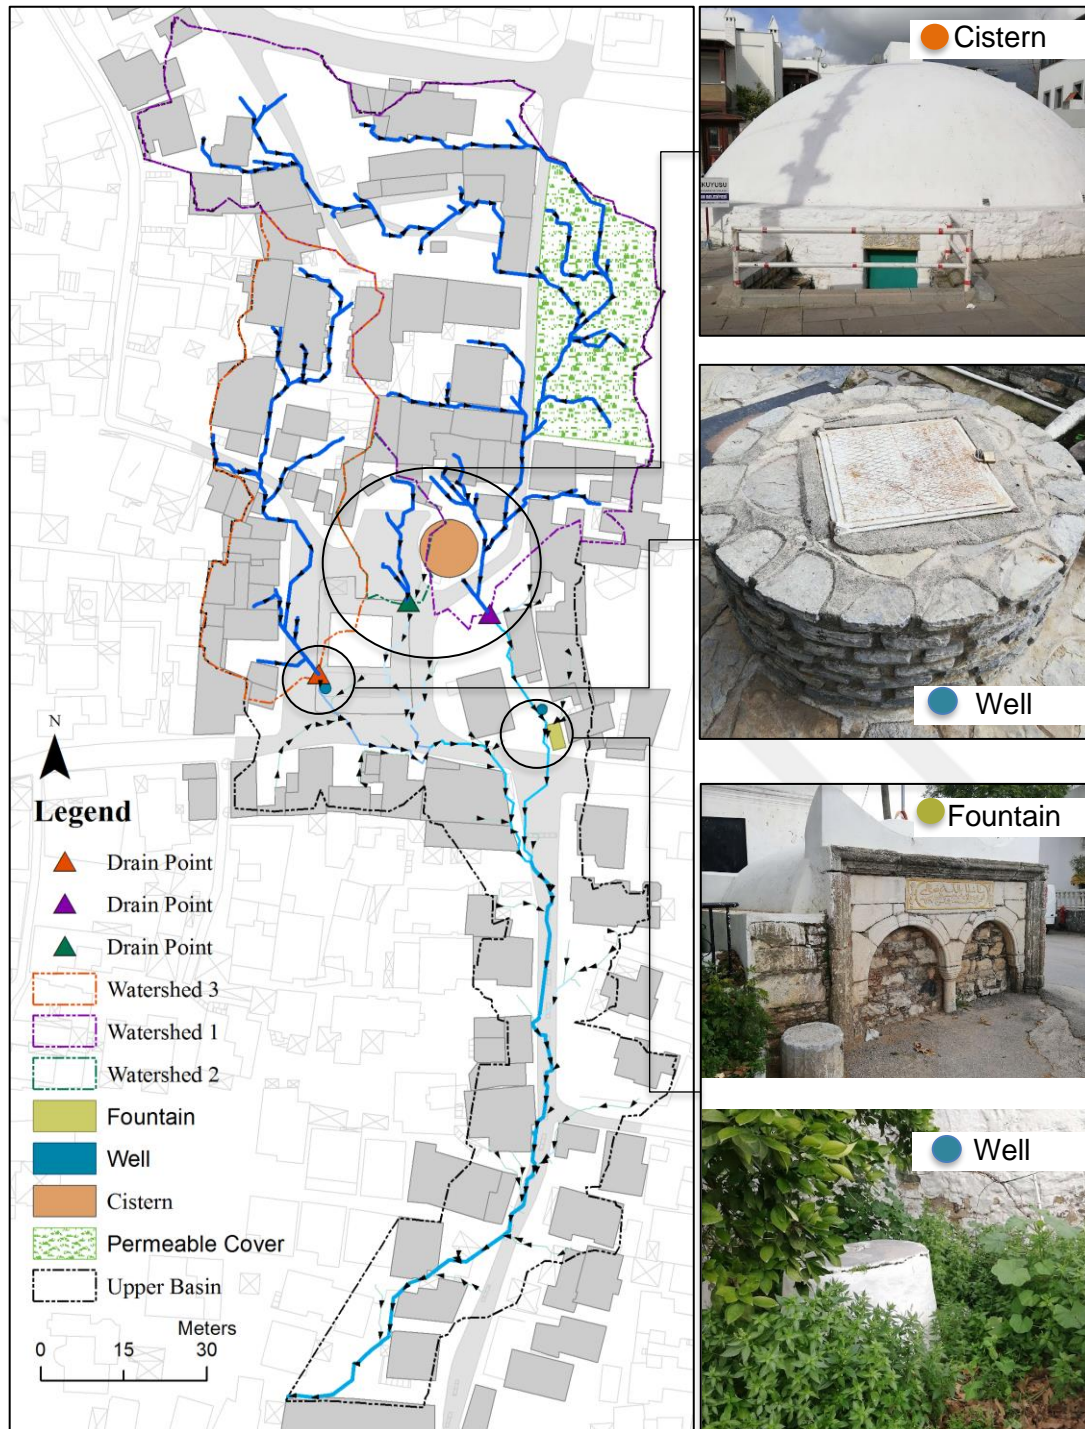 N
Legend
Drain Point
Drain Point
Drain Point
Watershed 3
Watershed 1
Watershed 2
Fountain
Well
Cistern
Permeable Cover
Upper Basin
Meters
0 15 30
Cistern
KUYUSU
Well
Fountain
Well